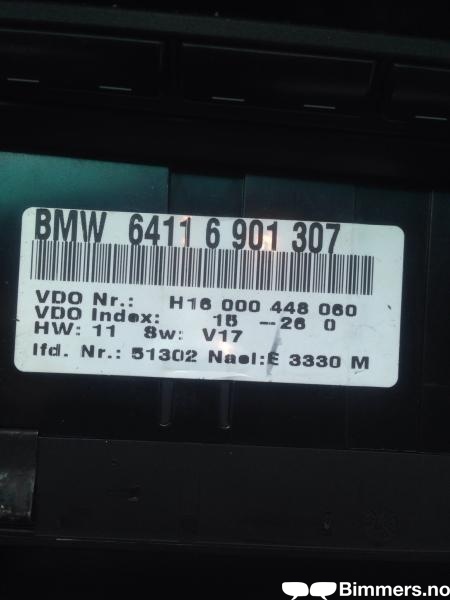 BMW 6411 6 901 307
VDO Nr.: H16 000 448 060
VDO Index: 15 -26 0
HW: 11 Sw: V17
lfd. Nr.: 51302 Nael:E 3330 M
Bimmers.no